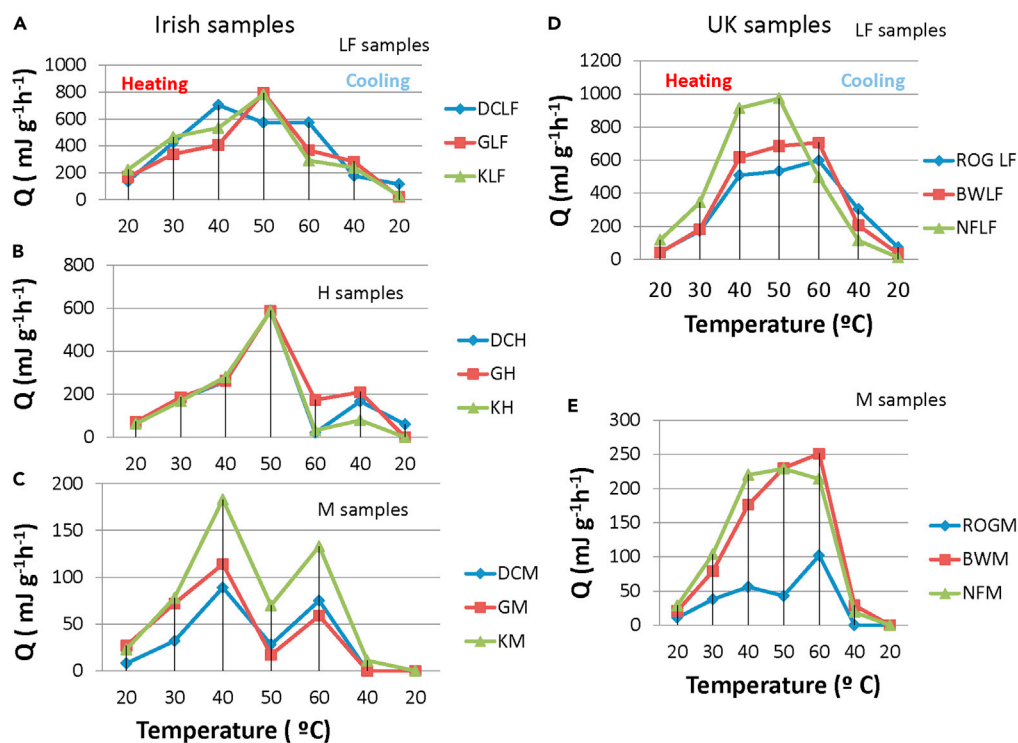 Irish samples
A
LF samples
Q ( mJ g⁻¹h⁻¹)
1000
800
600
400
200
0
Heating
Cooling
20 30 40 50 60 40 20
DCLF
GLF
KLF
B
H samples
Q (mJ g⁻¹h⁻¹)
800
600
400
200
0
20 30 40 50 60 40 20
DCH
GH
KH
C
M samples
Q ( mJ g⁻¹h⁻¹)
200
150
100
50
0
20 30 40 50 60 40 20
Temperature ( ºC)
DCM
GM
KM
UK samples
D
LF samples
Q (mJ g⁻¹h⁻¹)
1200
1000
800
600
400
200
0
Heating
Cooling
20 30 40 50 60 40 20
Temperature (ºC)
ROG LF
BWLF
NFLF
E
M samples
Q (mJ g⁻¹h⁻¹)
300
250
200
150
100
50
0
20 30 40 50 60 40 20
Temperature (º C)
ROGM
BWM
NFM